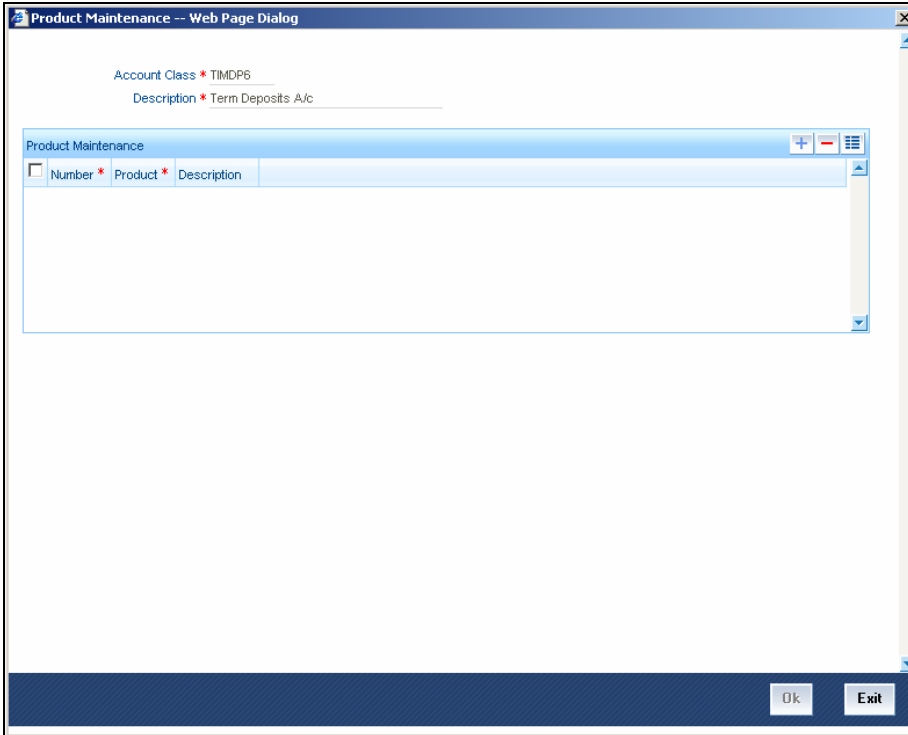 Product Maintenance -- Web Page Dialog
Account Class * TIMDP6
Description * Term Deposits A/c
Product Maintenance
Number * Product * Description
Ok Exit